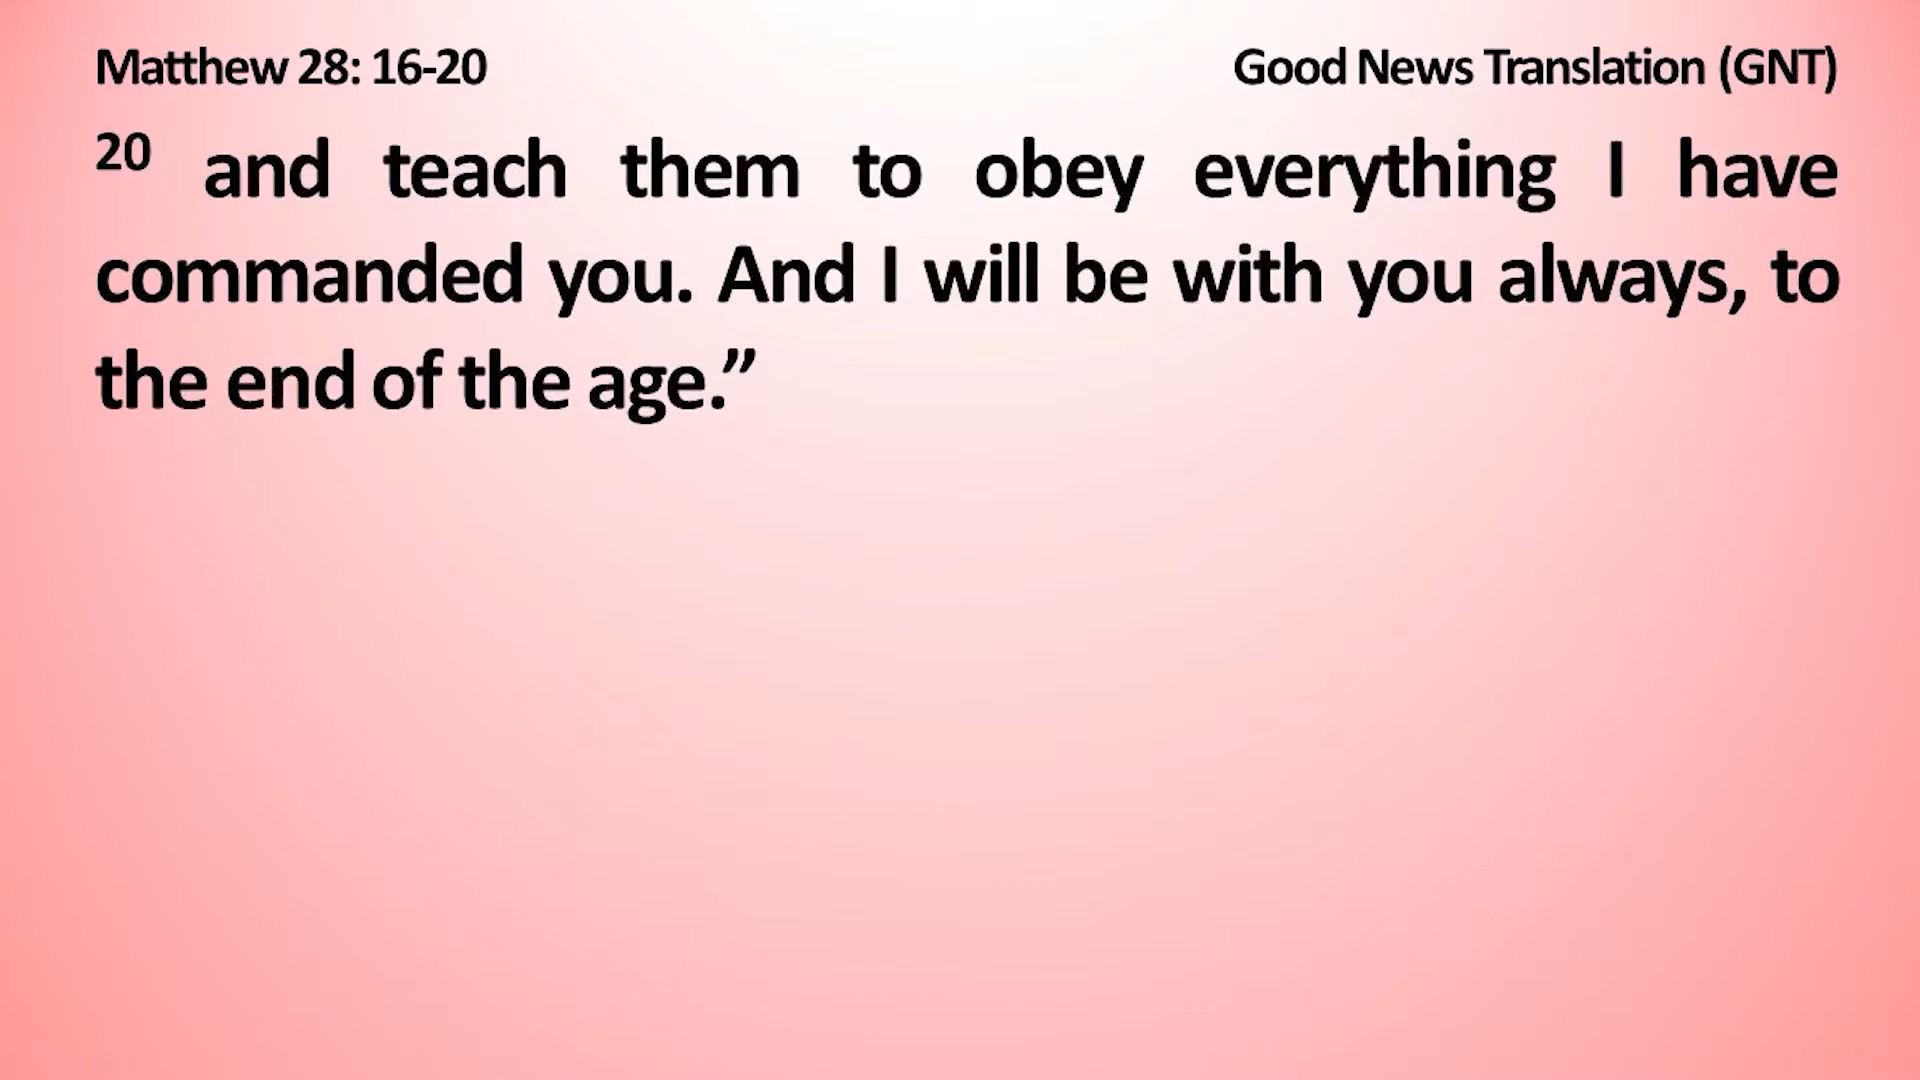 Matthew 28: 16-20 Good News Translation (GNT)
20 and teach them to obey everything I have
commanded you. And I will be with you always, to
the end of the age.”